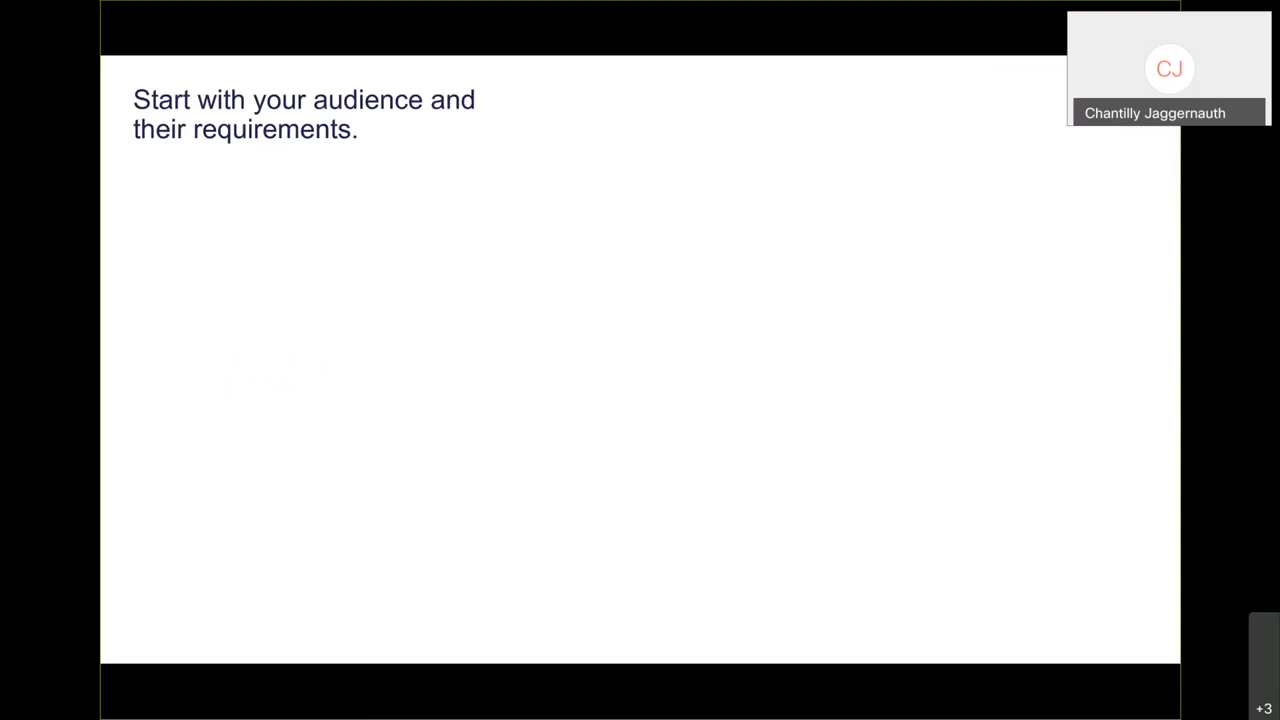 Start with your audience and
their requirements.
CJ
Chantilly Jaggernauth
+3